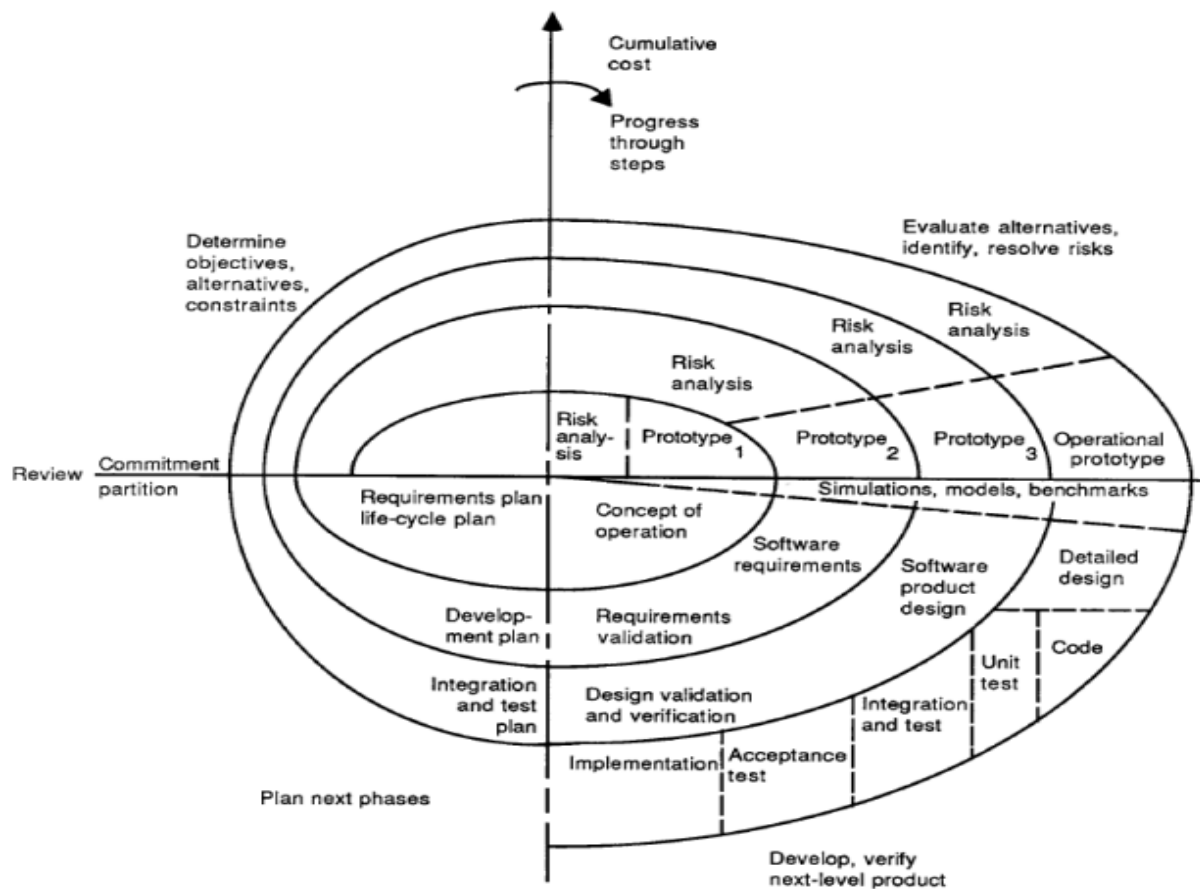 Cumulative
cost
Progress
through
steps
Determine
objectives,
alternatives,
constraints
Evaluate alternatives,
identify, resolve risks
Risk
analysis
Risk
analysis
Risk
analysis
Risk
analy-
sis
Prototype 1
Prototype 2
Prototype 3
Operational
prototype
Review
Commitment
partition
Simulations, models, benchmarks
Requirements plan
life-cycle plan
Concept of
operation
Software
requirements
Software
product
design
Detailed
design
Develop-
ment plan
Requirements
validation
Unit
test
Code
Integration
and test
plan
Design validation
and verification
Integration
and test
Implementation
Acceptance
test
Plan next phases
Develop, verify
next-level product